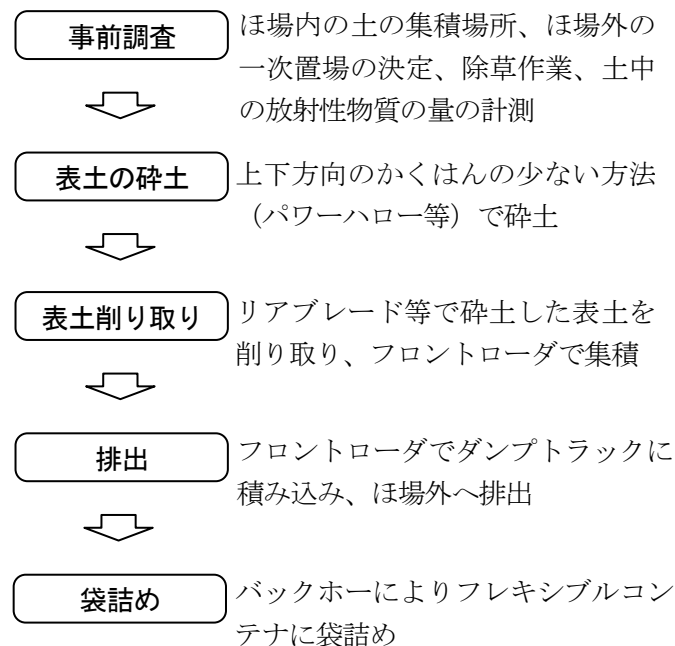 事前調査
ほ場内の土の集積場所、ほ場外の
一次置場の決定、除草作業、土中
の放射性物質の量の計測
表土の砕土
上下方向のかくはんの少ない方法
（パワーハロー等）で砕土
表土削り取り
リアブレード等で砕土した表土を
削り取り、フロントローダで集積
排出
フロントローダでダンプトラックに
積み込み、ほ場外へ排出
袋詰め
バックホーによりフレキシブルコン
テナに袋詰め